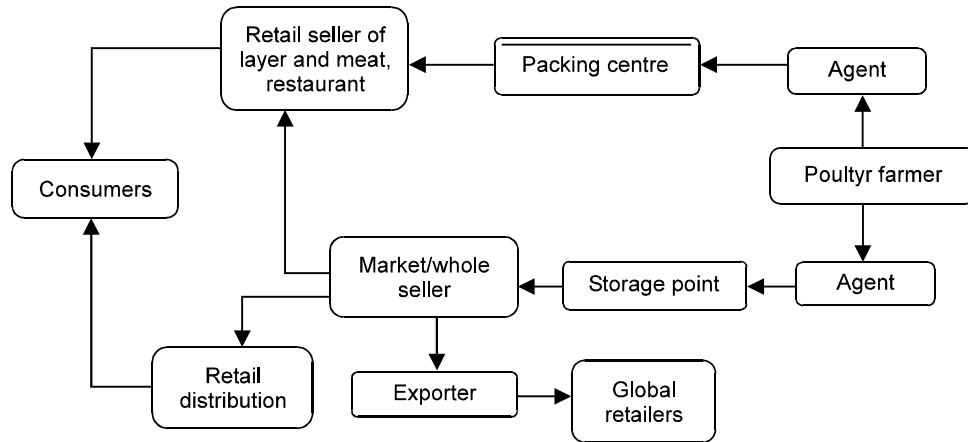 Retail seller of
layer and meat,
restaurant
Packing centre
Agent
Consumers
Poultyr farmer
Market/whole
seller
Storage point
Agent
Retail
distribution
Exporter
Global
retailers